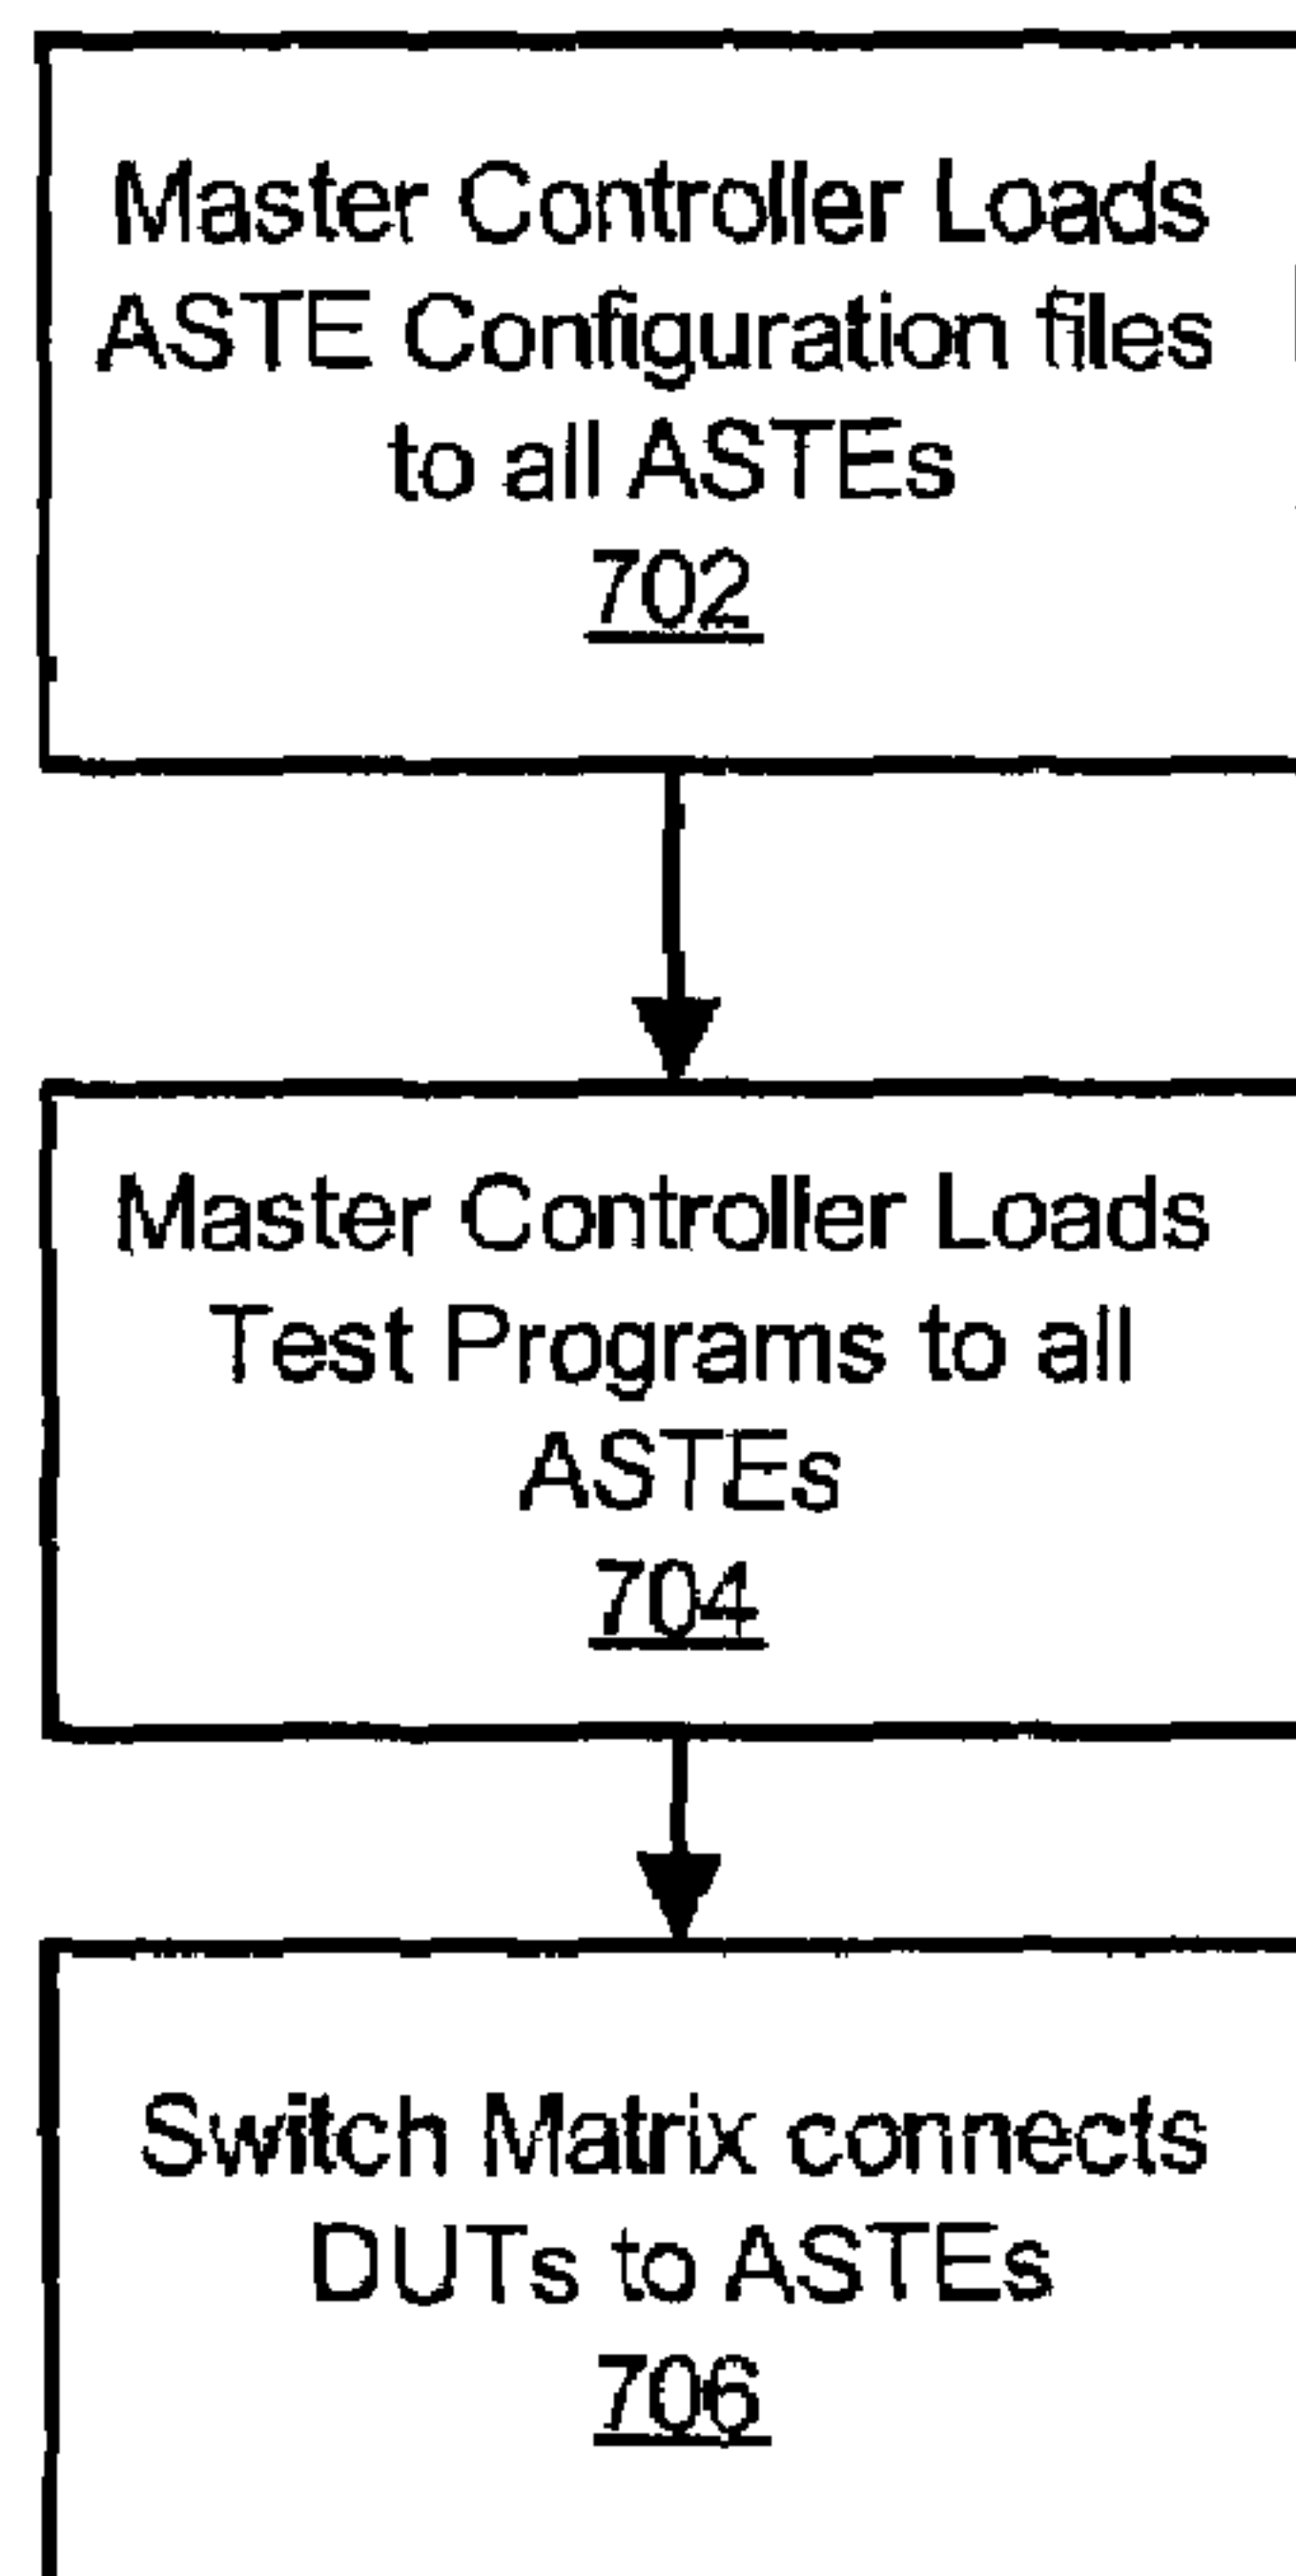 Master Controller Loads
ASTE Configuration files
to all ASTEs
702
Master Controller Loads
Test Programs to all
ASTEs
704
Switch Matrix connects
DUTs to ASTEs
706